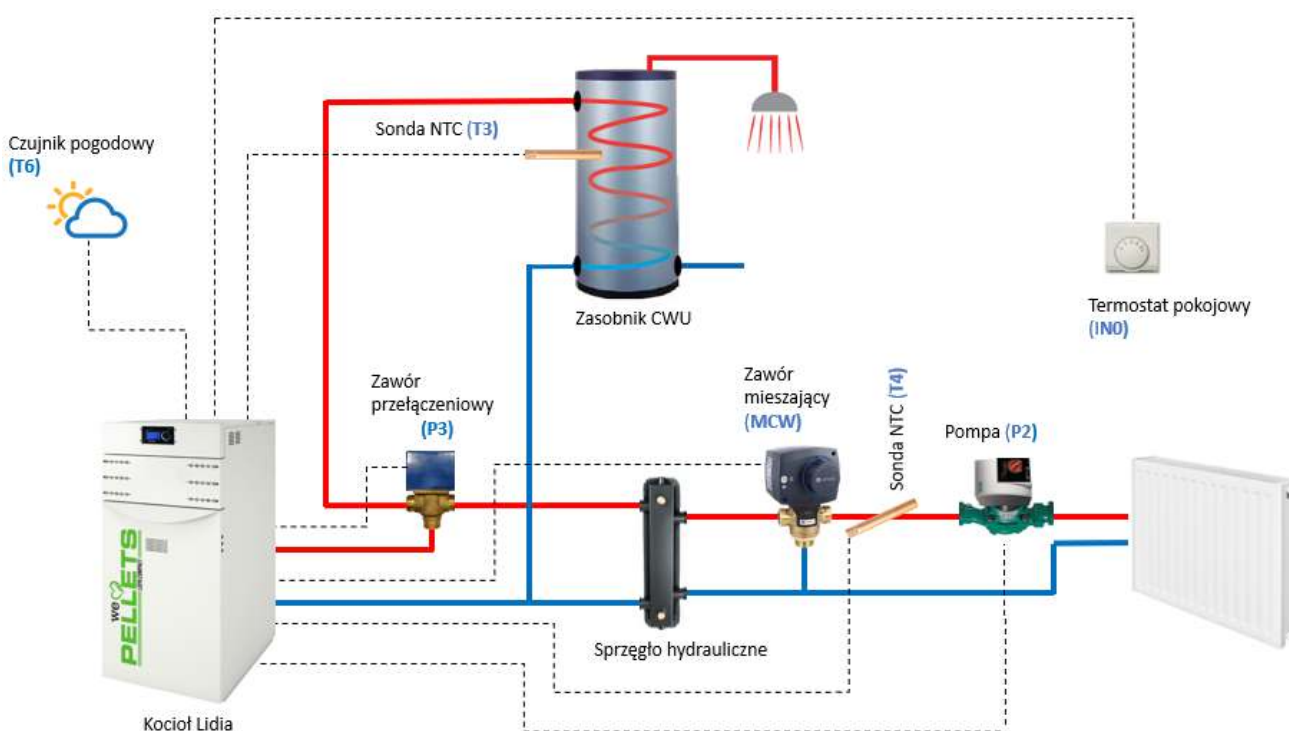 Sonda NTC (T3)
Czujnik pogodowy
(T6)
Zasobnik CWU
Termostat pokojowy
(IN0)
Zawór
przełączeniowy
(P3)
Zawór
mieszający
(MCW)
Sonda NTC (T4)
Pompa (P2)
we
PELLETS
Sprzęgło hydrauliczne
Kocioł Lidia